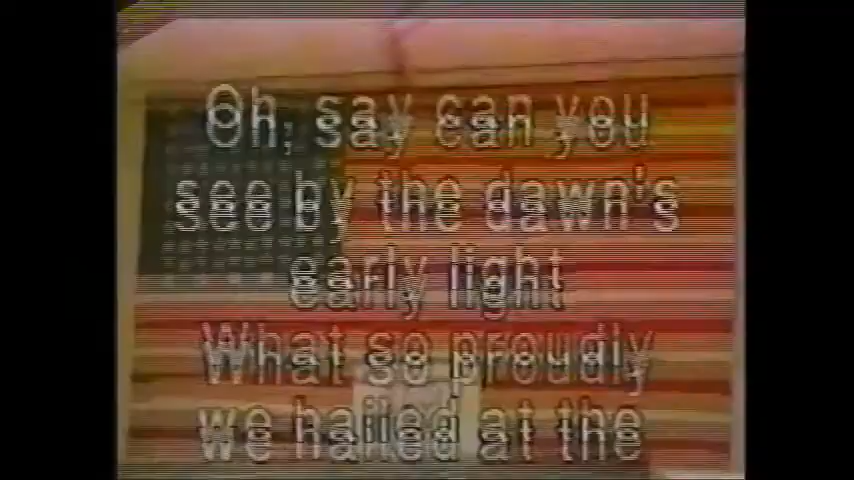 Oh, say can you
see by the dawn's
early light
What so proudly
we hailed at the